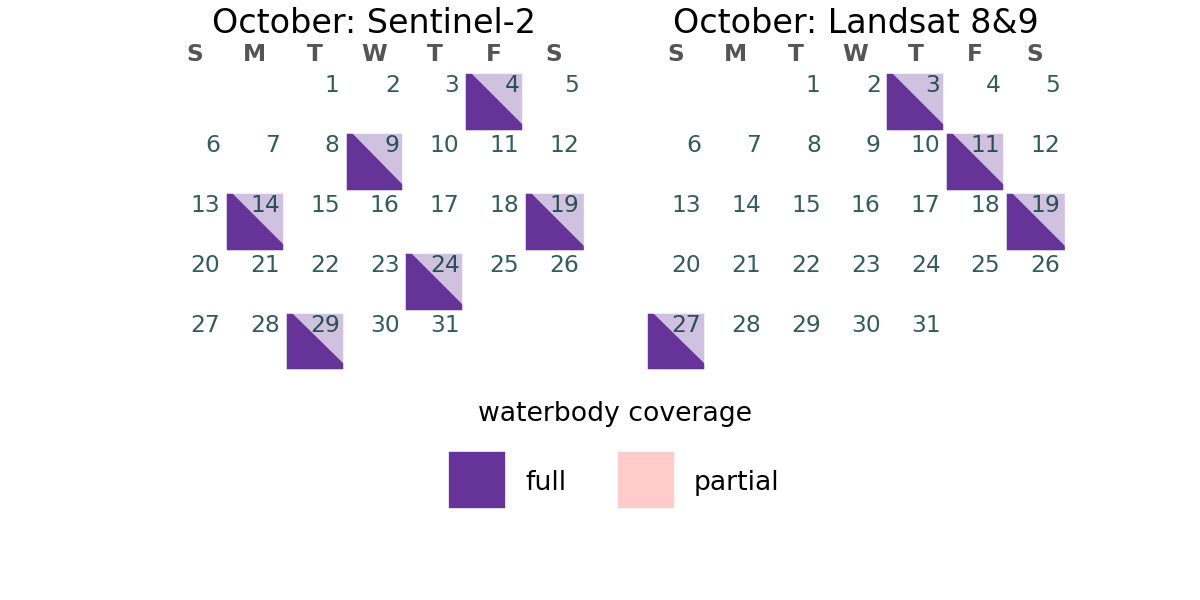 October: Sentinel-2
S M T W T F S
1 2 3 4 5
6 7 8 9 10 11 12
13 14 15 16 17 18 19
20 21 22 23 24 25 26
27 28 29 30 31
October: Landsat 8&9
S M T W T F S
1 2 3 4 5
6 7 8 9 10 11 12
13 14 15 16 17 18 19
20 21 22 23 24 25 26
27 28 29 30 31
waterbody coverage
full partial